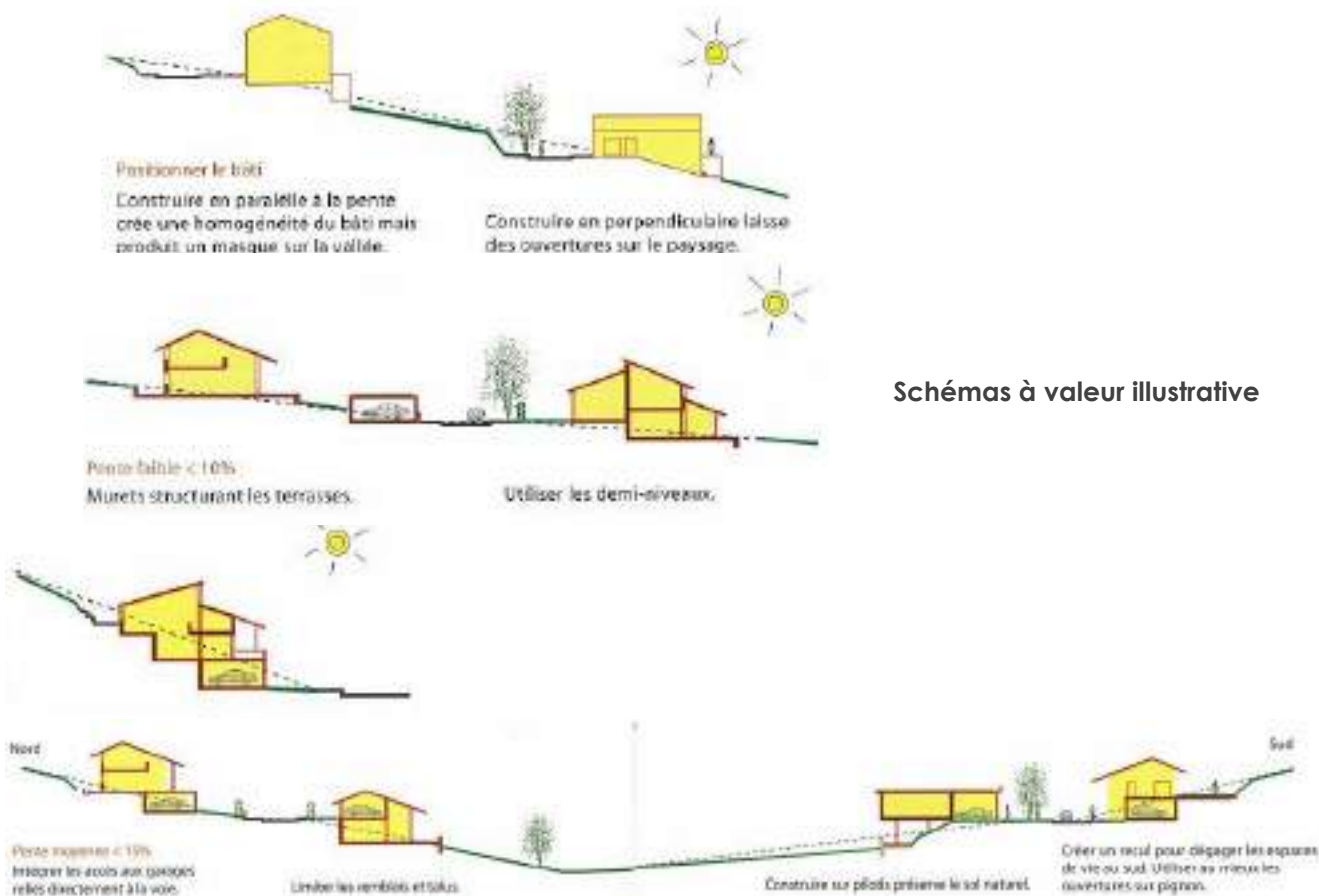 Positionner le bâti
Construire en parallèle à la pente
crée une homogénéité du bâti mais
produit un masque sur la vallée.
Construire en perpendiculaire laisse
des ouvertures sur le paysage.
Schémas à valeur illustrative
Pente faible < 10%
Murets structurant les terrasses.
Utiliser les demi-niveaux.
Nord
Sud
Pente moyenne < 15%
Intégrer les accès aux garages
reliés directement à la voie.
Limiter les remblais et talus
Construire sur pilotis préserve le sol naturel.
Créer un recul pour dégager les espaces
de vie au sud. Utiliser au mieux les
ouvertures sur pignon.